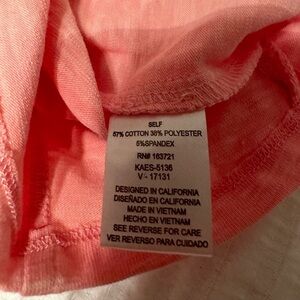 SELF
57% COTTON 38% POLYESTER
5%SPANDEX
RN# 163721
KAES-5136
V - 17131
DESIGNED IN CALIFORNIA
DISEÑADO EN CALIFORNIA
MADE IN VIETNAM
HECHO EN VIETNAM
SEE REVERSE FOR CARE
VER REVERSO PARA CUIDADO